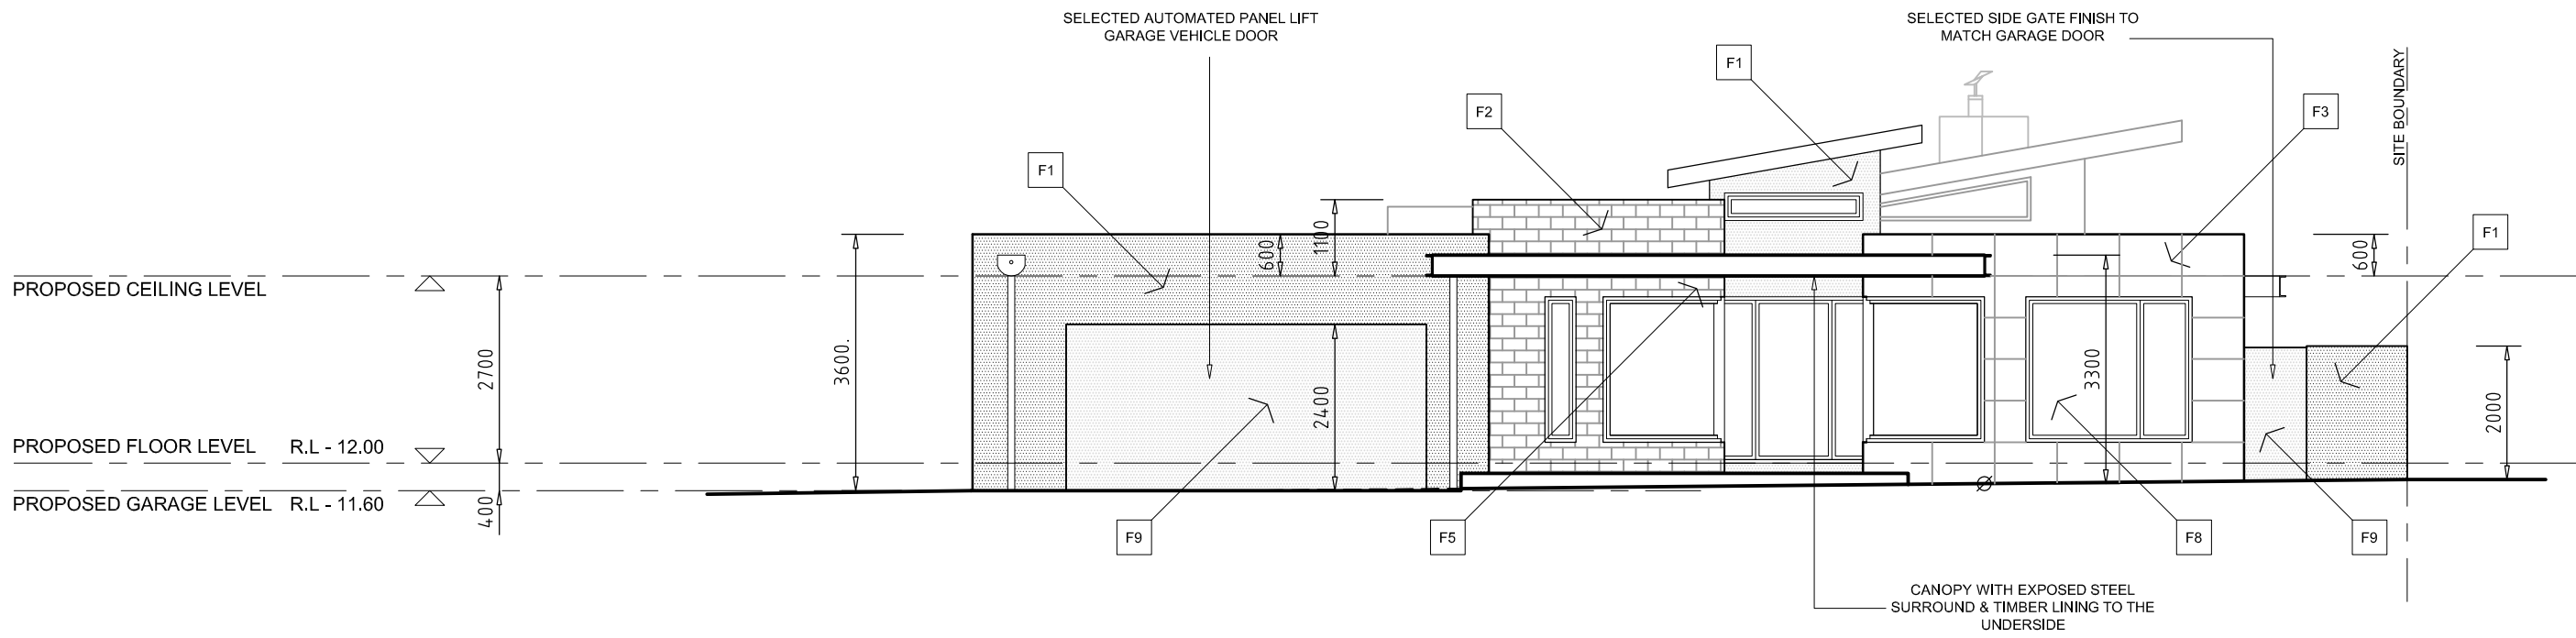 SELECTED AUTOMATED PANEL LIFT
GARAGE VEHICLE DOOR
SELECTED SIDE GATE FINISH TO
MATCH GARAGE DOOR
SITE BOUNDARY
F1
F2
F3
F1
F1
1100
600
600
PROPOSED CEILING LEVEL
3600.
2700
2400
3300
2000
PROPOSED FLOOR LEVEL R.L - 12.00
PROPOSED GARAGE LEVEL R.L - 11.60
400
F9
F5
F8
F9
CANOPY WITH EXPOSED STEEL
SURROUND & TIMBER LINING TO THE
UNDERSIDE